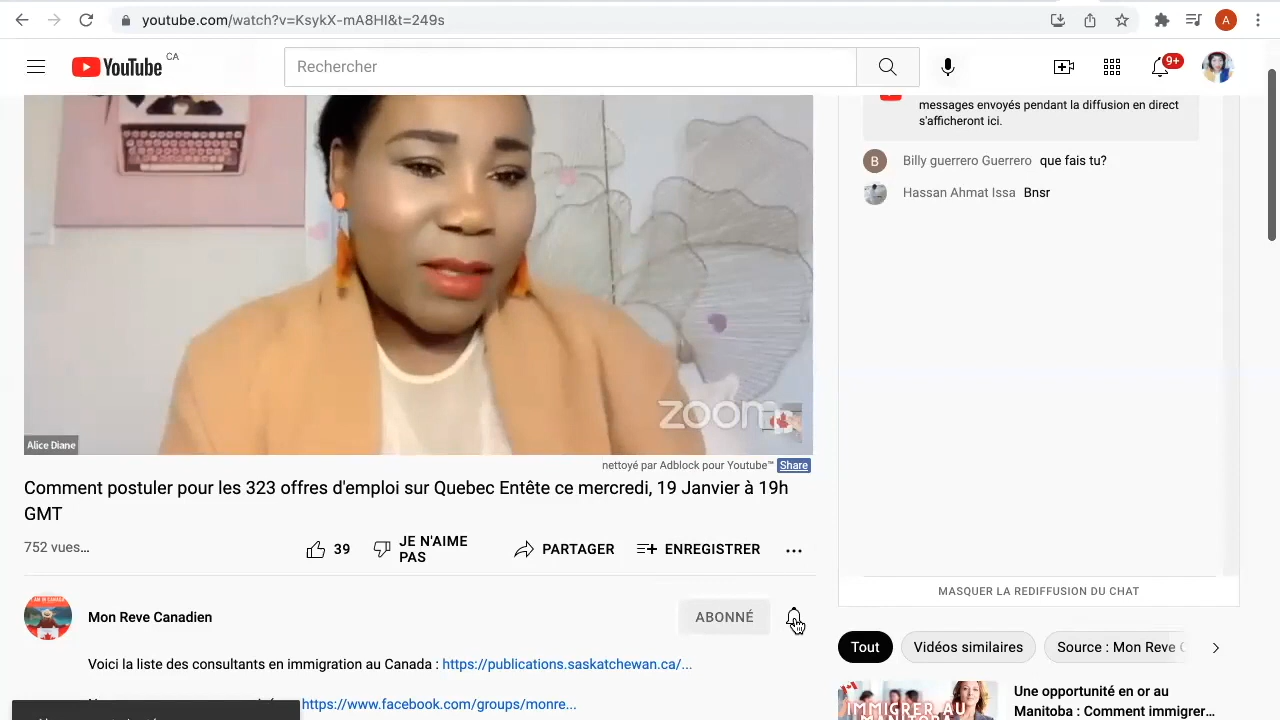 youtube.com/watch?v=KsykX-mA8HI&t=249s
A
YouTube CA
Rechercher
9+
messages envoyés pendant la diffusion en direct
s'afficheront ici.
B Billy guerrero Guerrero que fais tu?
Hassan Ahmat Issa Bnsr
zoom
Alice Diane
nettoyé par Adblock pour Youtube™ Share
Comment postuler pour les 323 offres d'emploi sur Quebec Entête ce mercredi, 19 Janvier à 19h
GMT
752 vues...
39
JE N'AIME
PAS
PARTAGER
ENREGISTRER
Mon Reve Canadien
ABONNÉ
Voici la liste des consultants en immigration au Canada : https://publications.saskatchewan.ca/...
https://www.facebook.com/groups/monre...
MASQUER LA REDIFFUSION DU CHAT
Tout
Vidéos similaires
Source : Mon Reve C
IMMIGRER AU
MANITOBA
Une opportunité en or au
Manitoba : Comment immigrer...